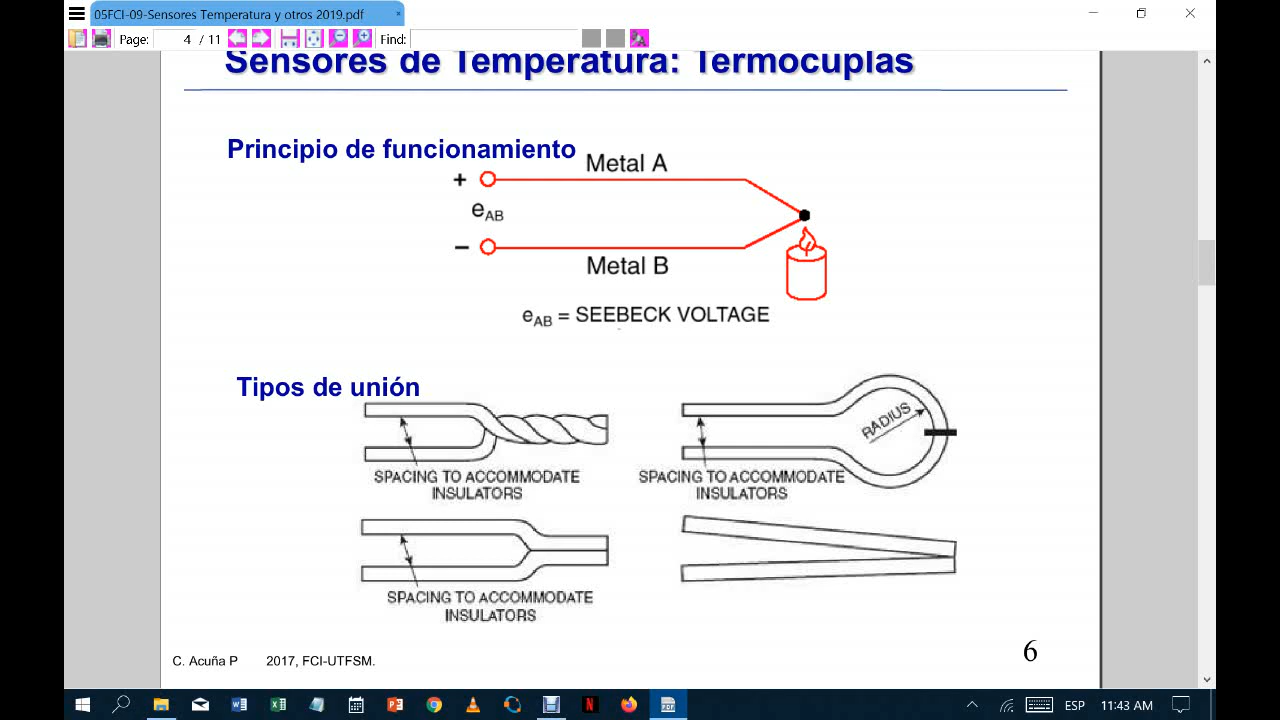 05FCI-09-Sensores Temperatura y otros 2019.pdf
Page: 4 / 11 Find:
Sensores de Temperatura: Termocuplas
Principio de funcionamiento
Metal A
+
eAB
–
Metal B
eAB = SEEBECK VOLTAGE
Tipos de unión
SPACING TO ACCOMMODATE
INSULATORS
RADIUS
SPACING TO ACCOMMODATE
INSULATORS
SPACING TO ACCOMMODATE
INSULATORS
C. Acuña P 2017, FCI-UTFSM.
6
ESP 11:43 AM